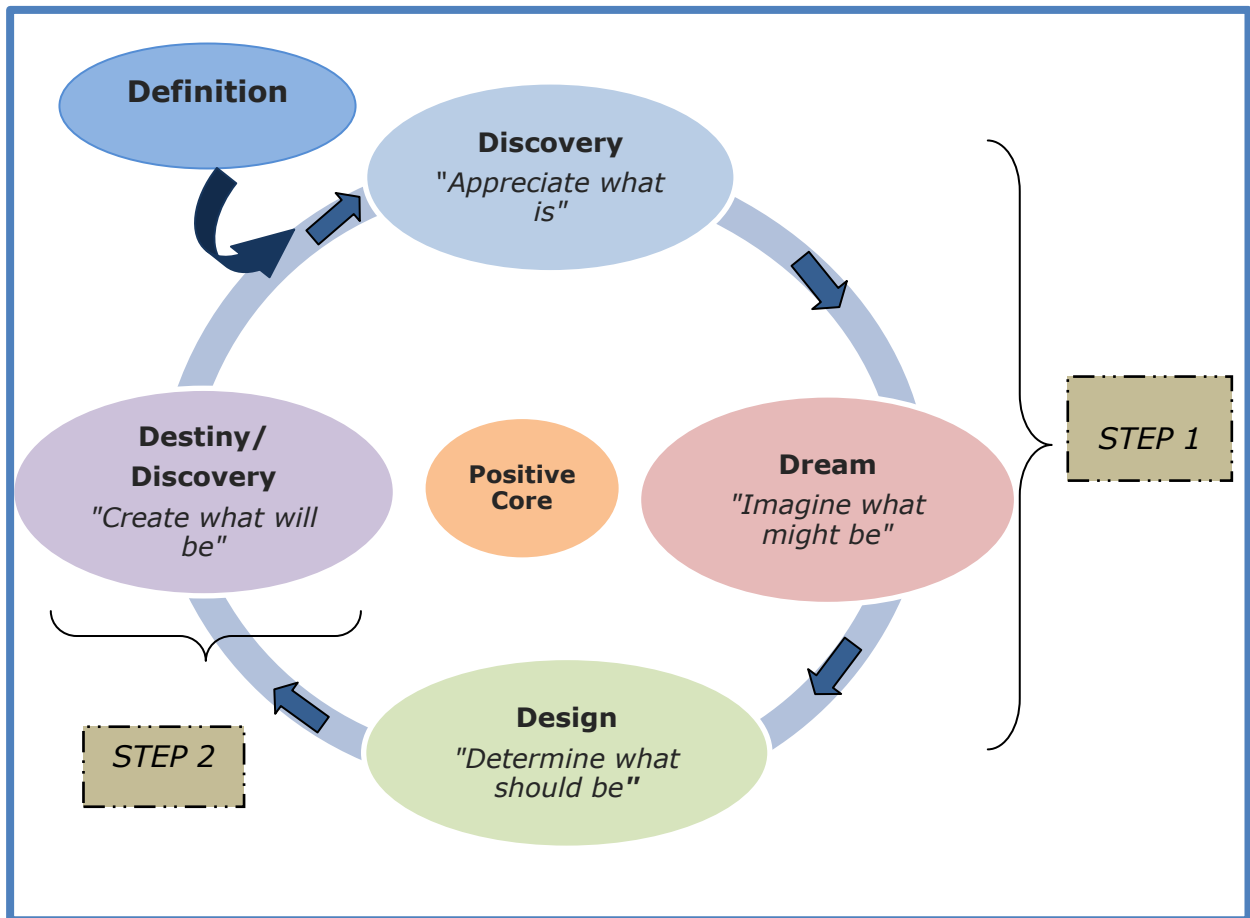 Definition
Discovery
"Appreciate what
is"
Dream
"Imagine what
might be"
STEP 1
Design
"Determine what
should be"
Destiny/
Discovery
"Create what will
be"
STEP 2
Positive
Core